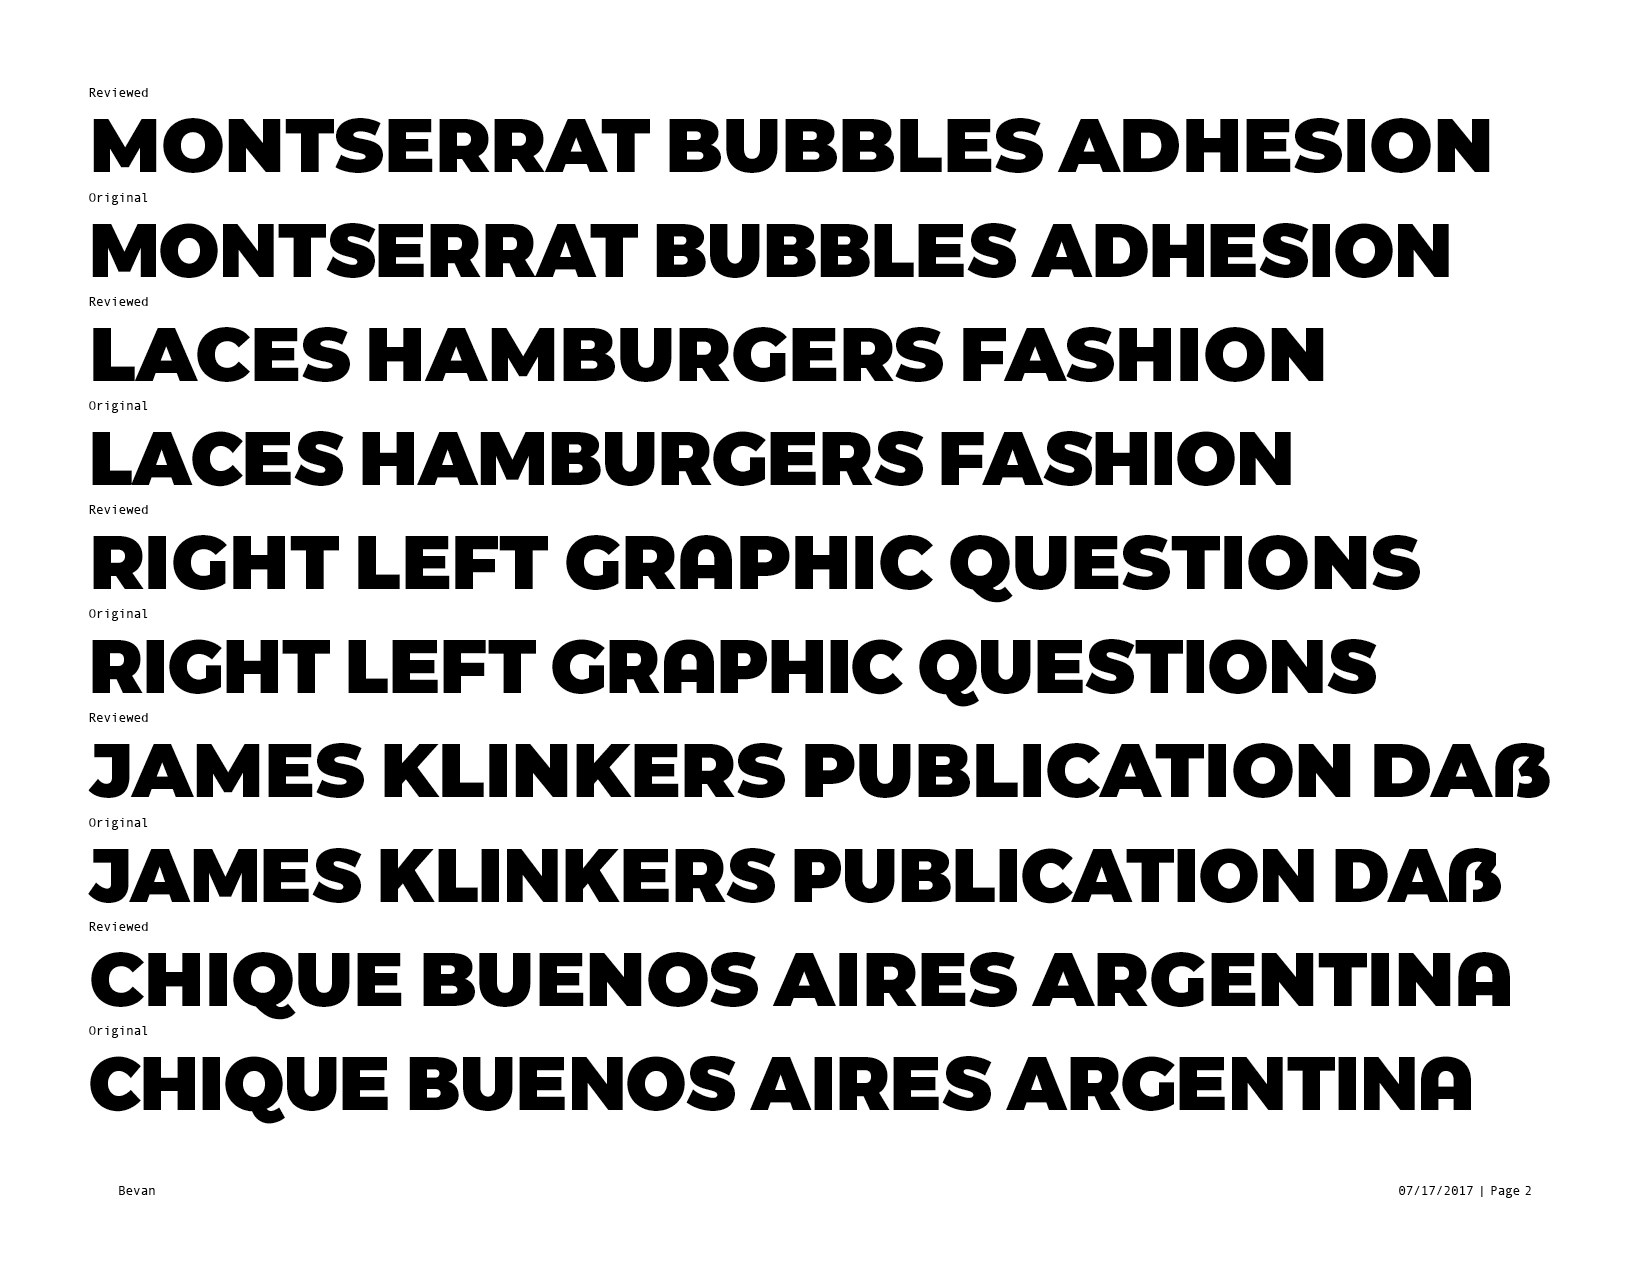 Reviewed
MONTSERRAT BUBBLES ADHESION
Original
MONTSERRAT BUBBLES ADHESION
Reviewed
LACES HAMBURGERS FASHION
Original
LACES HAMBURGERS FASHION
Reviewed
RIGHT LEFT GRAPHIC QUESTIONS
Original
RIGHT LEFT GRAPHIC QUESTIONS
Reviewed
JAMES KLINKERS PUBLICATION DAẞ
Original
JAMES KLINKERS PUBLICATION DAẞ
Reviewed
CHIQUE BUENOS AIRES ARGENTINA
Original
CHIQUE BUENOS AIRES ARGENTINA
Bevan 07/17/2017 | Page 2